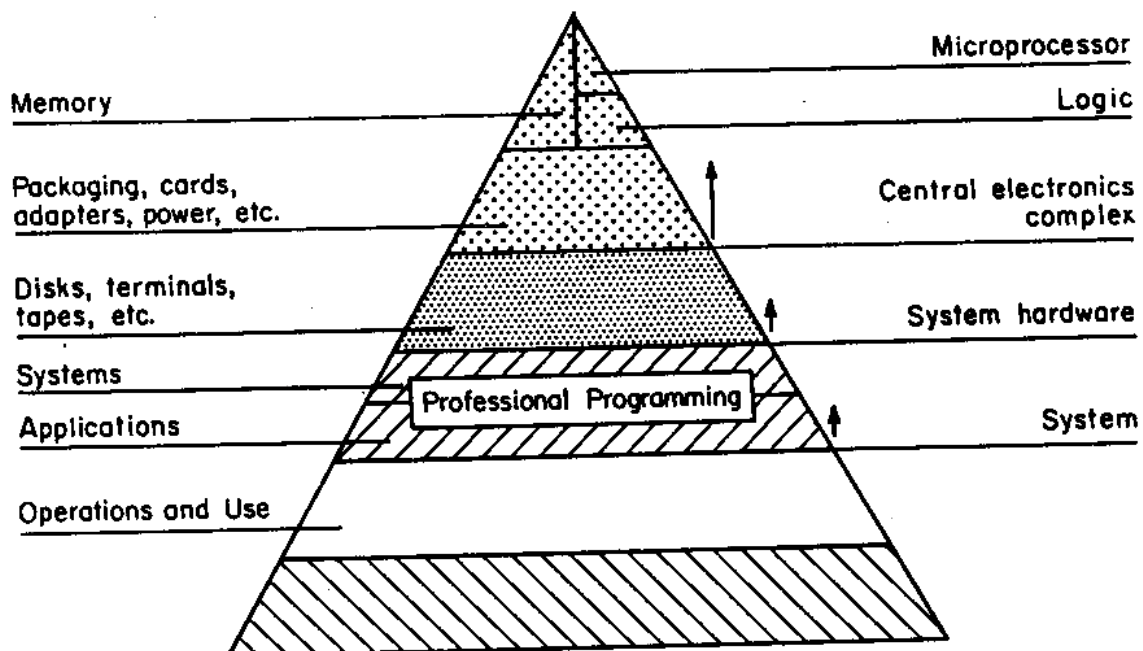 Microprocessor
Memory
Logic
Packaging, cards,
adapters, power, etc.
Central electronics
complex
Disks, terminals,
tapes, etc.
System hardware
Systems
Professional Programming
Applications
System
Operations and Use